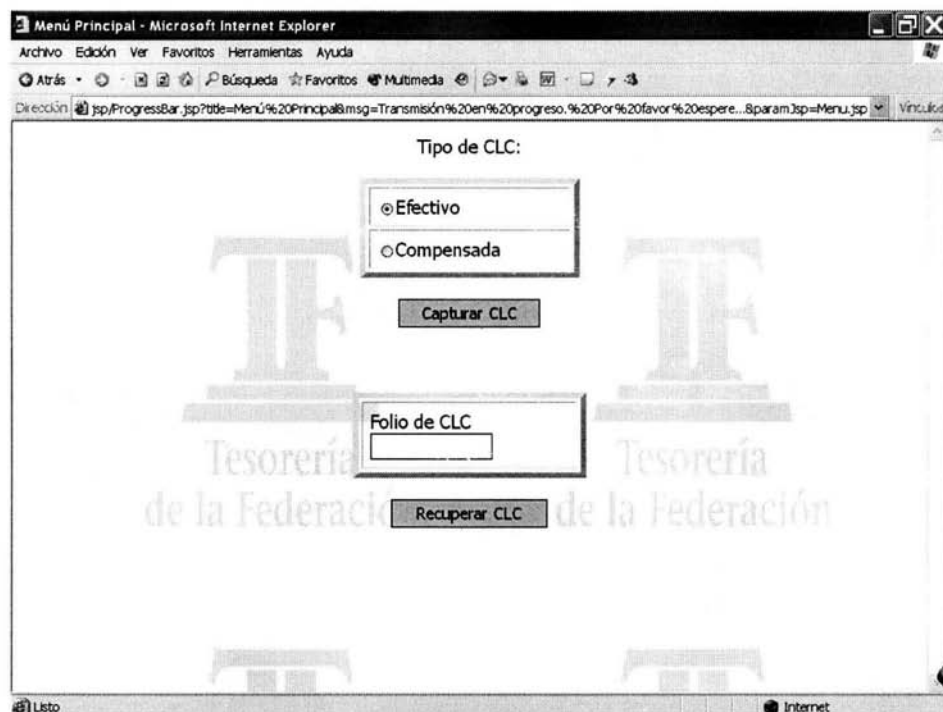 Menú Principal - Microsoft Internet Explorer
Archivo Edición Ver Favoritos Herramientas Ayuda
Atrás Búsqueda Favoritos Multimedia
Dirección jsp/ProgressBar.jsp?title=Menú%20Principal&msg=Transmisión%20en%20progreso.%20Por%20favor%20espere...&paramJsp=Menu.jsp Vínculos
Tipo de CLC:
Efectivo
Compensada
Capturar CLC
Folio de CLC
Tesorería Tesorería
de la Federación de la Federación
Recuperar CLC
Listo Internet